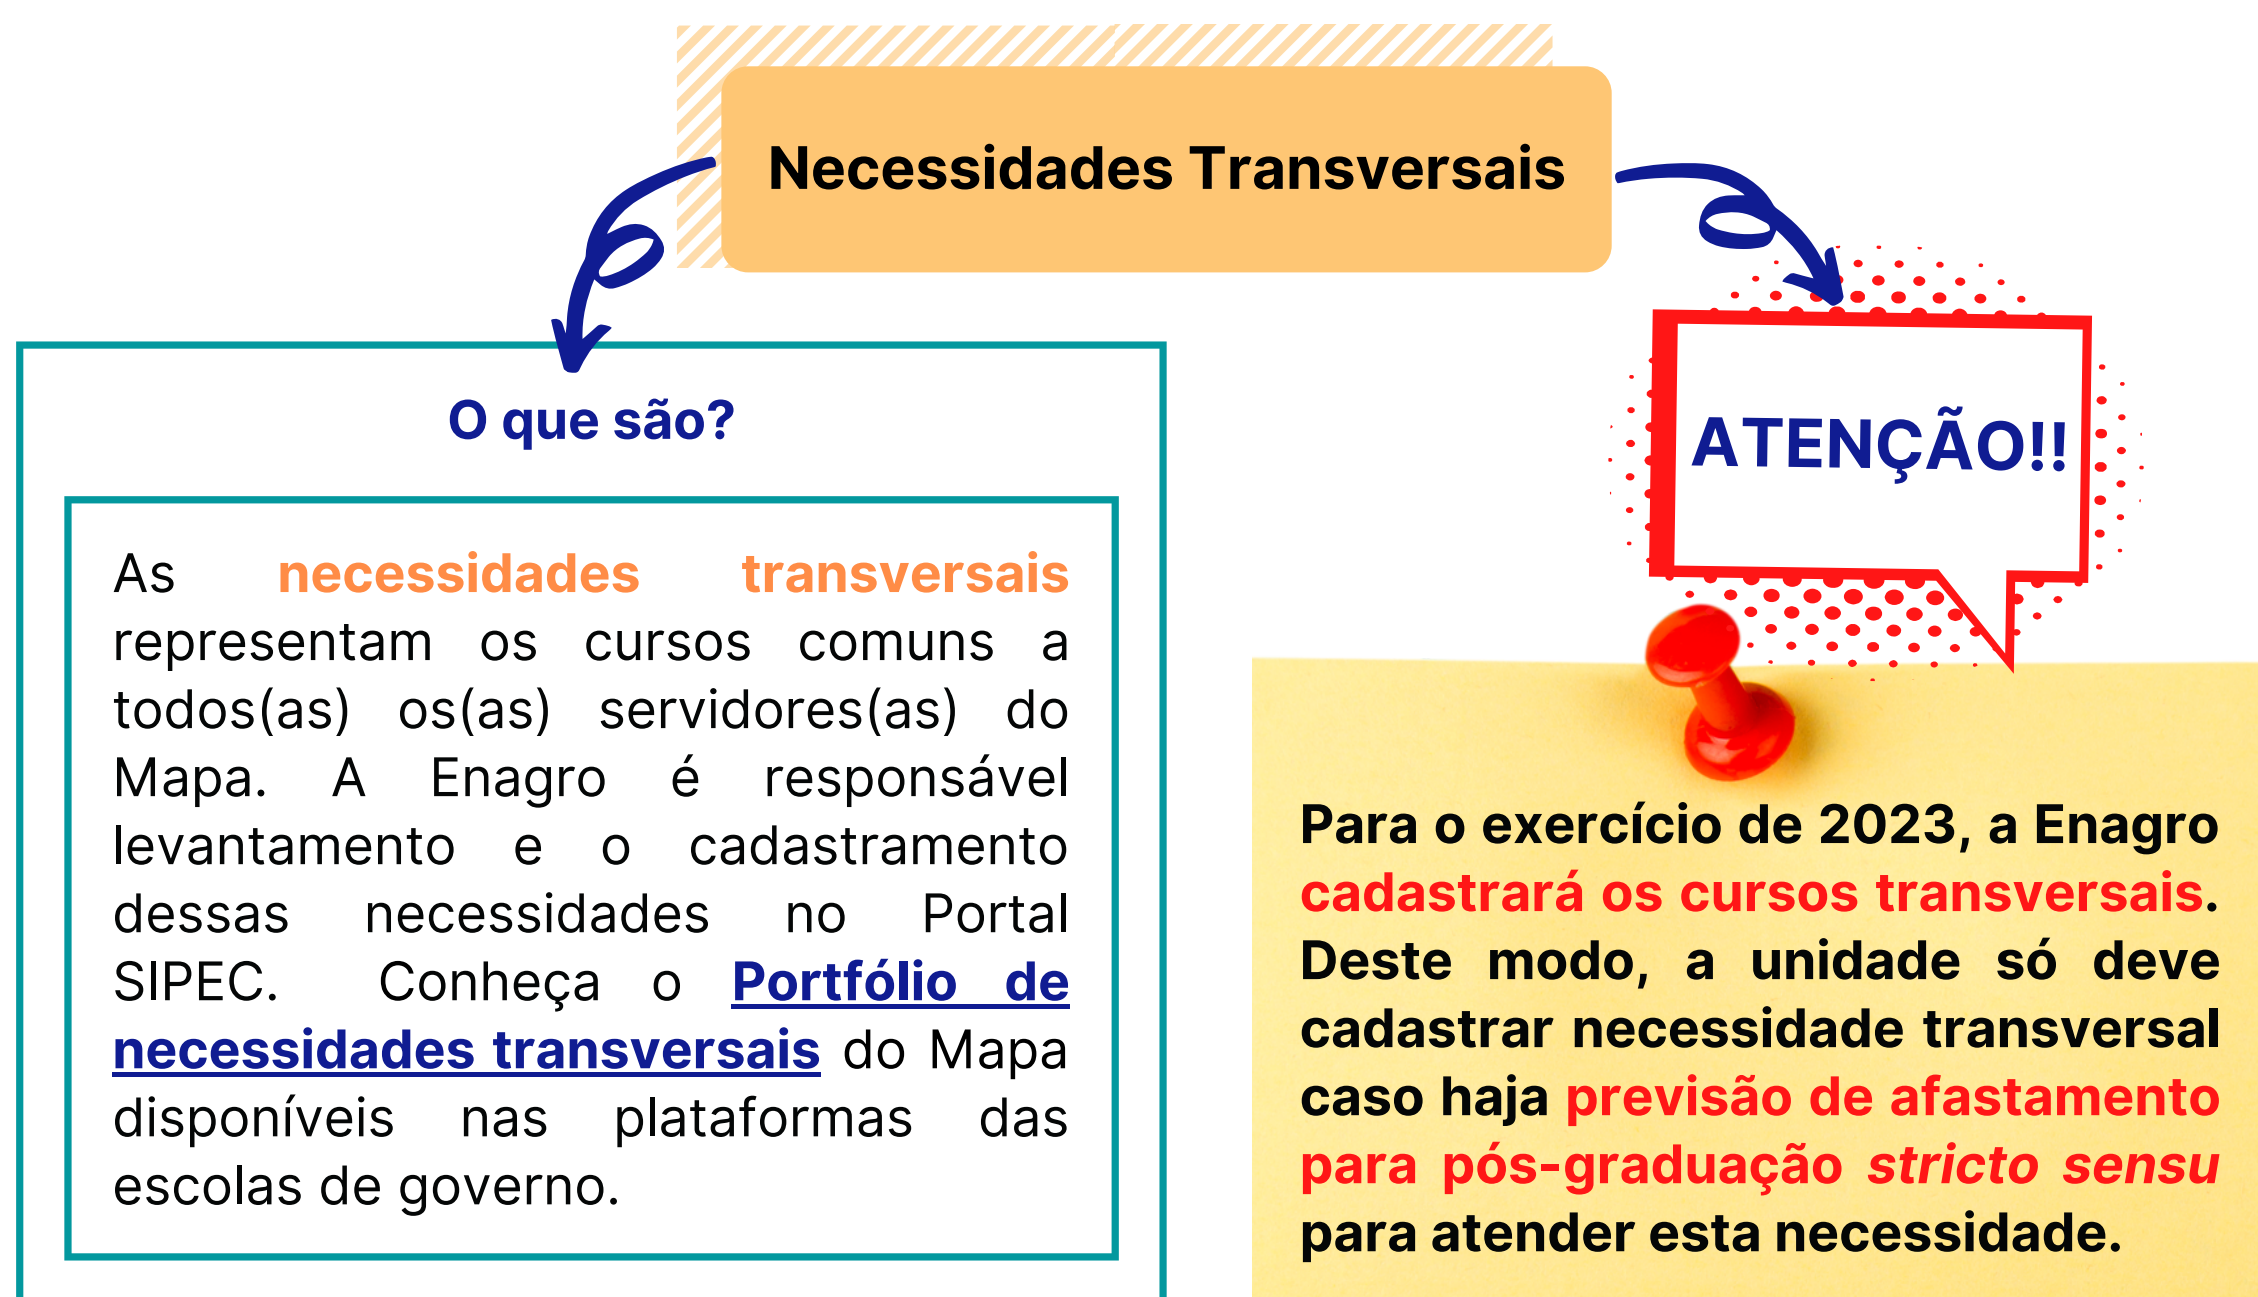 Necessidades Transversais
O que são?
As necessidades transversais
representam os cursos comuns a
todos(as) os(as) servidores(as) do
Mapa. A Enagro é responsável
levantamento e o cadastramento
dessas necessidades no Portal
SIPEC. Conheça o Portfólio de
necessidades transversais do Mapa
disponíveis nas plataformas das
escolas de governo.
ATENÇÃO!!
Para o exercício de 2023, a Enagro
cadastrará os cursos transversais.
Deste modo, a unidade só deve
cadastrar necessidade transversal
caso haja previsão de afastamento
para pós-graduação stricto sensu
para atender esta necessidade.